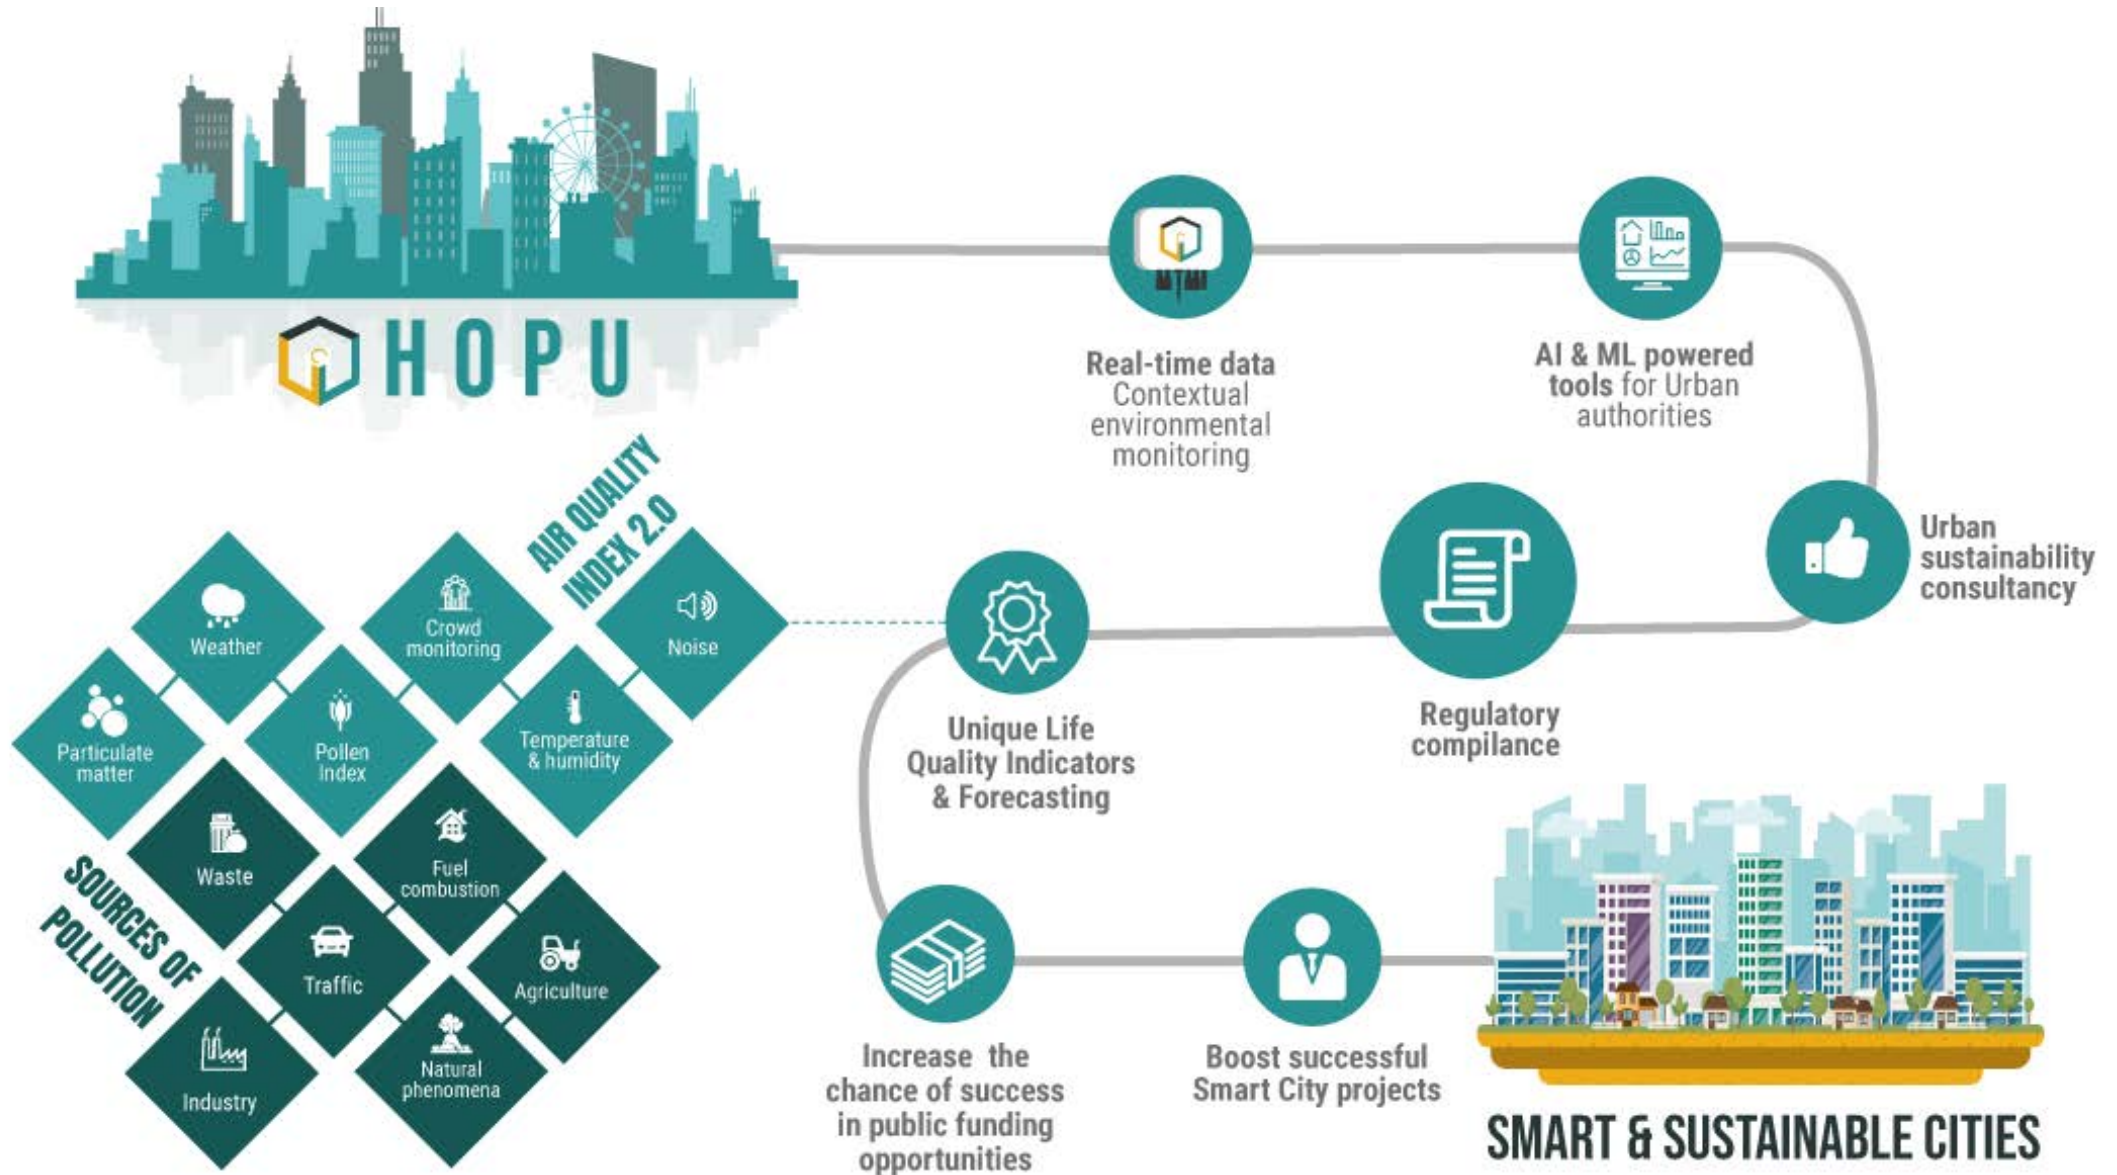 HOPU
Real-time data
Contextual
environmental
monitoring
AI & ML powered
tools for Urban
authorities
Urban
sustainability
consultancy
Regulatory
compilance
Unique Life
Quality Indicators
& Forecasting
AIR QUALITY
INDEX 2.0
Noise
Crowd
monitoring
Weather
Temperature
& humidity
Pollen
Index
Particulate
matter
SOURCES OF
POLLUTION
Waste
Fuel
combustion
Traffic
Agriculture
Industry
Natural
phenomena
Increase the
chance of success
in public funding
opportunities
Boost successful
Smart City projects
SMART & SUSTAINABLE CITIES